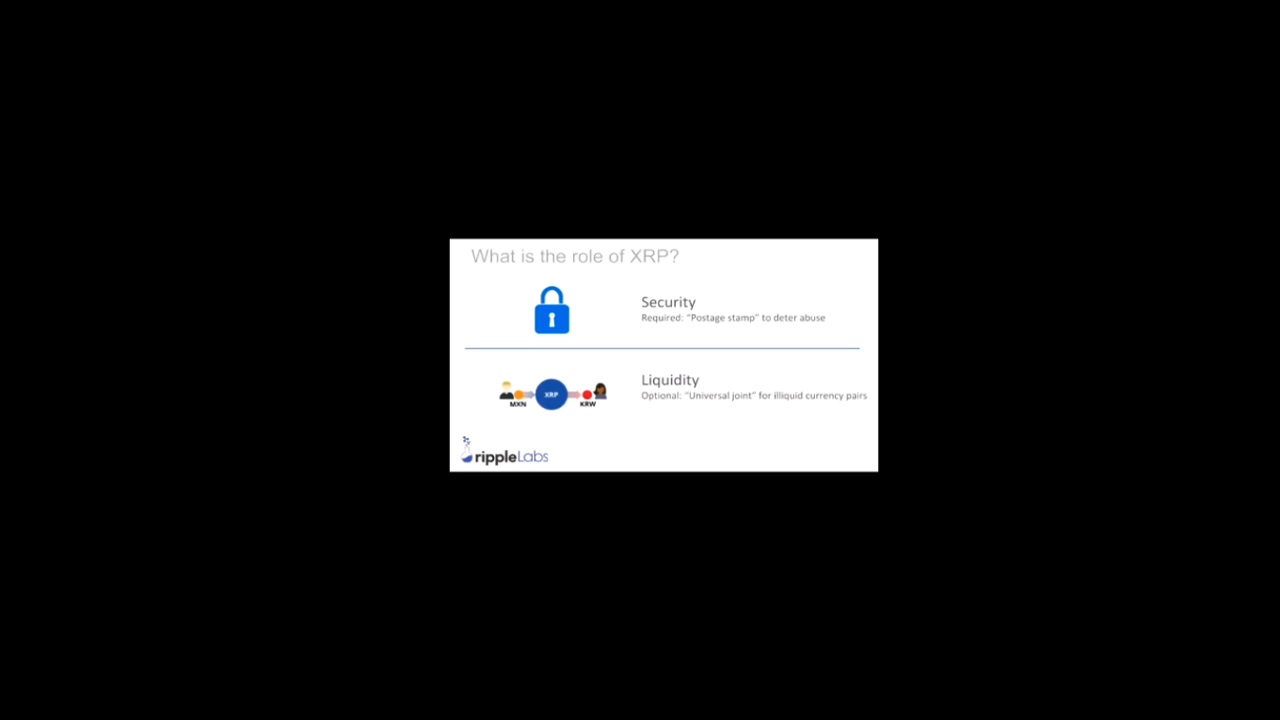 What is the role of XRP?
Security
Required: “Postage stamp” to deter abuse
XRP
MXN
KRW
Liquidity
Optional: “Universal joint” for illiquid currency pairs
rippleLabs